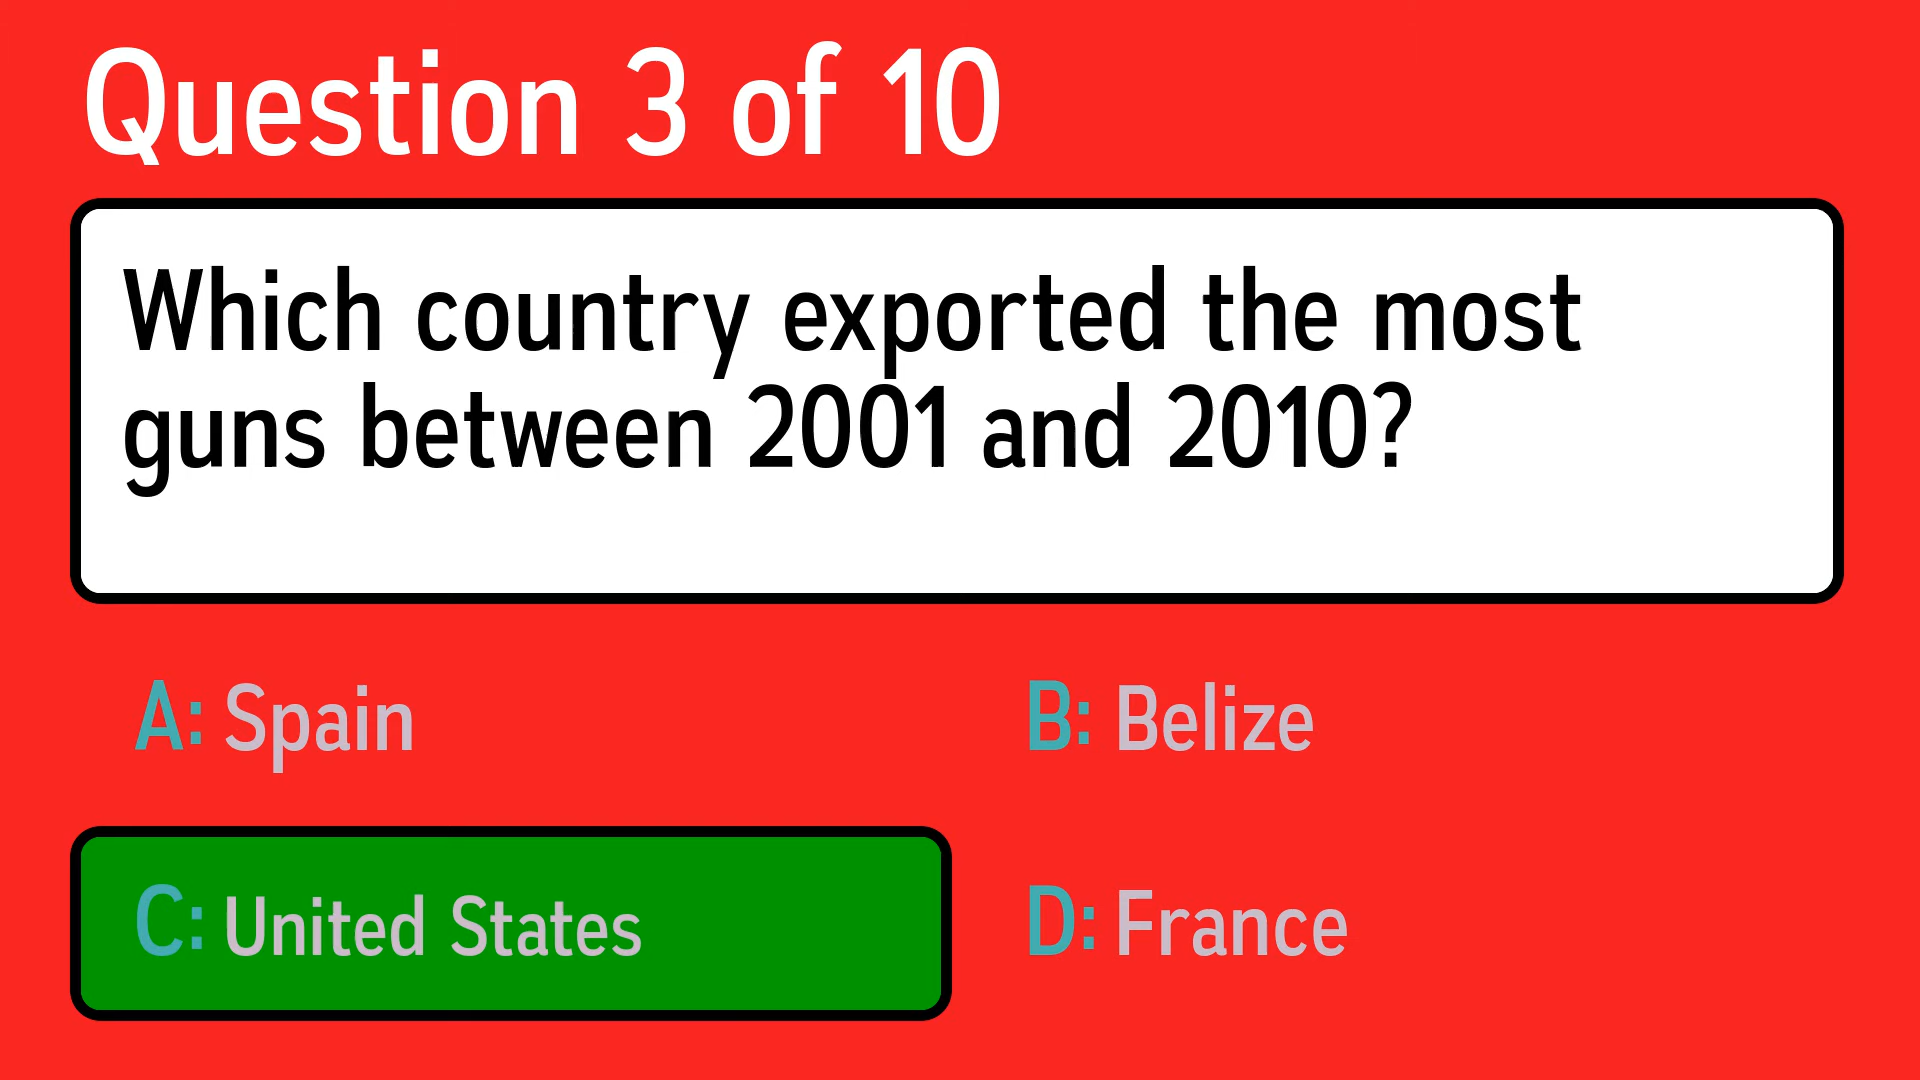 Question 3 of 10
Which country exported the most
guns between 2001 and 2010?
A: Spain
B: Belize
C: United States
D: France